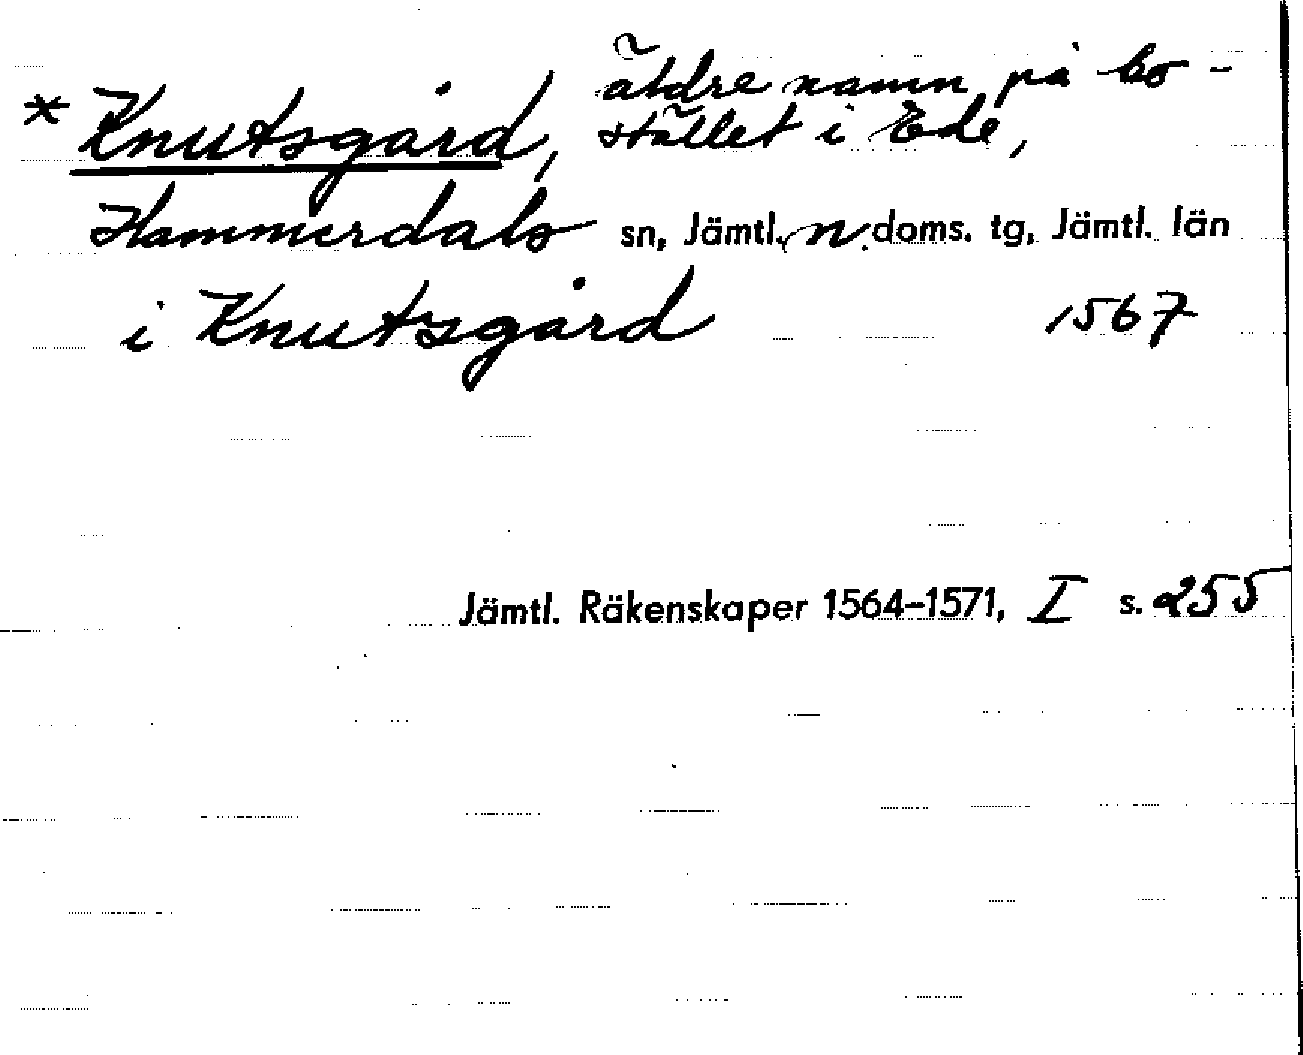 * Knutsgård, äldre namn på bo-
stället i Ede,
Hammerdals sn, Jämtl. n. doms. tg, Jämtl. län
i Knutzgård 1567
Jämtl. Räkenskaper 1564–1571, I s. 255